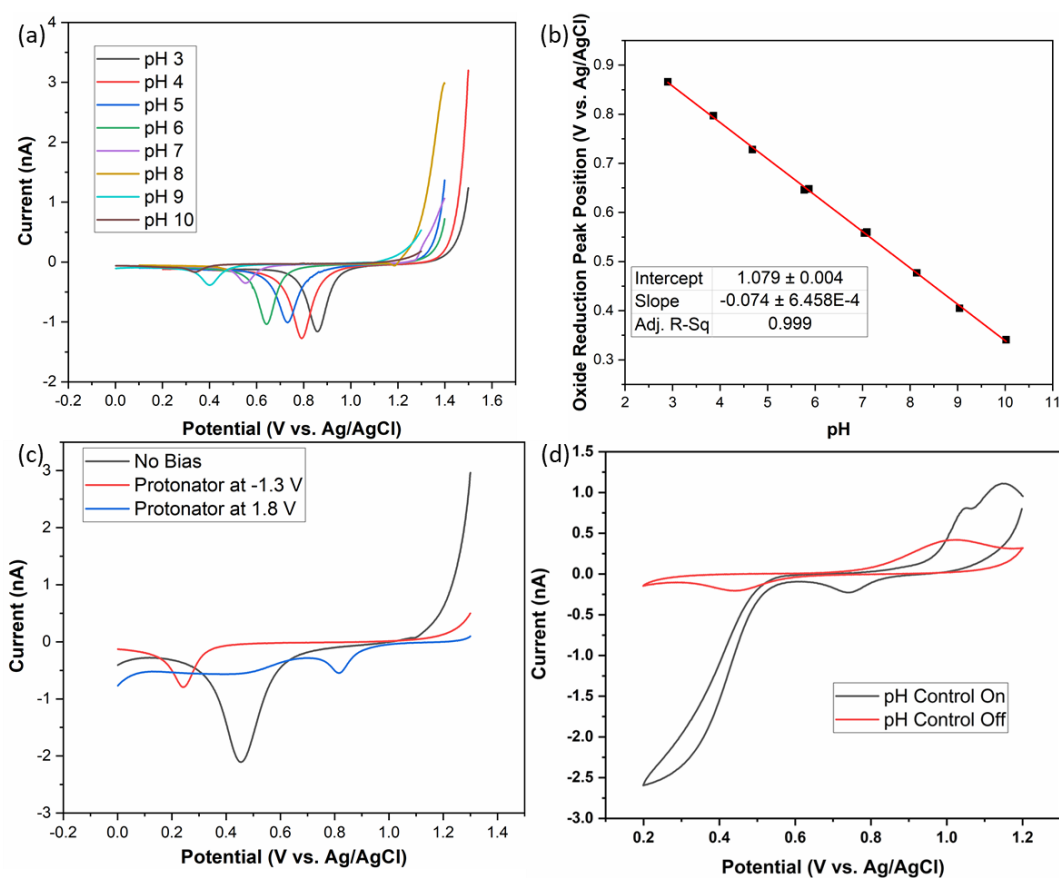 (a)
pH 3
pH 4
pH 5
pH 6
pH 7
pH 8
pH 9
pH 10
Current (nA)
3
2
1
0
-1
-2
-0.2 0.0 0.2 0.4 0.6 0.8 1.0 1.2 1.4 1.6
Potential (V vs. Ag/AgCl)
4
(b)
Oxide Reduction Peak Position (V vs. Ag/AgCl)
0.9
0.8
0.7
0.6
0.5
0.4
0.3
Intercept 1.079 ± 0.004
Slope -0.074 ± 6.458E-4
Adj. R-Sq 0.999
2 3 4 5 6 7 8 9 10 11
pH
(c)
No Bias
Protonator at -1.3 V
Protonator at 1.8 V
Current (nA)
3
2
1
0
-1
-2
-3
0.0 0.2 0.4 0.6 0.8 1.0 1.2 1.4
Potential (V vs. Ag/AgCl)
(d)
Current (nA)
1.5
1.0
0.5
0.0
-0.5
-1.0
-1.5
-2.0
-2.5
-3.0
pH Control On
pH Control Off
0.2 0.4 0.6 0.8 1.0 1.2
Potential (V vs. Ag/AgCl)